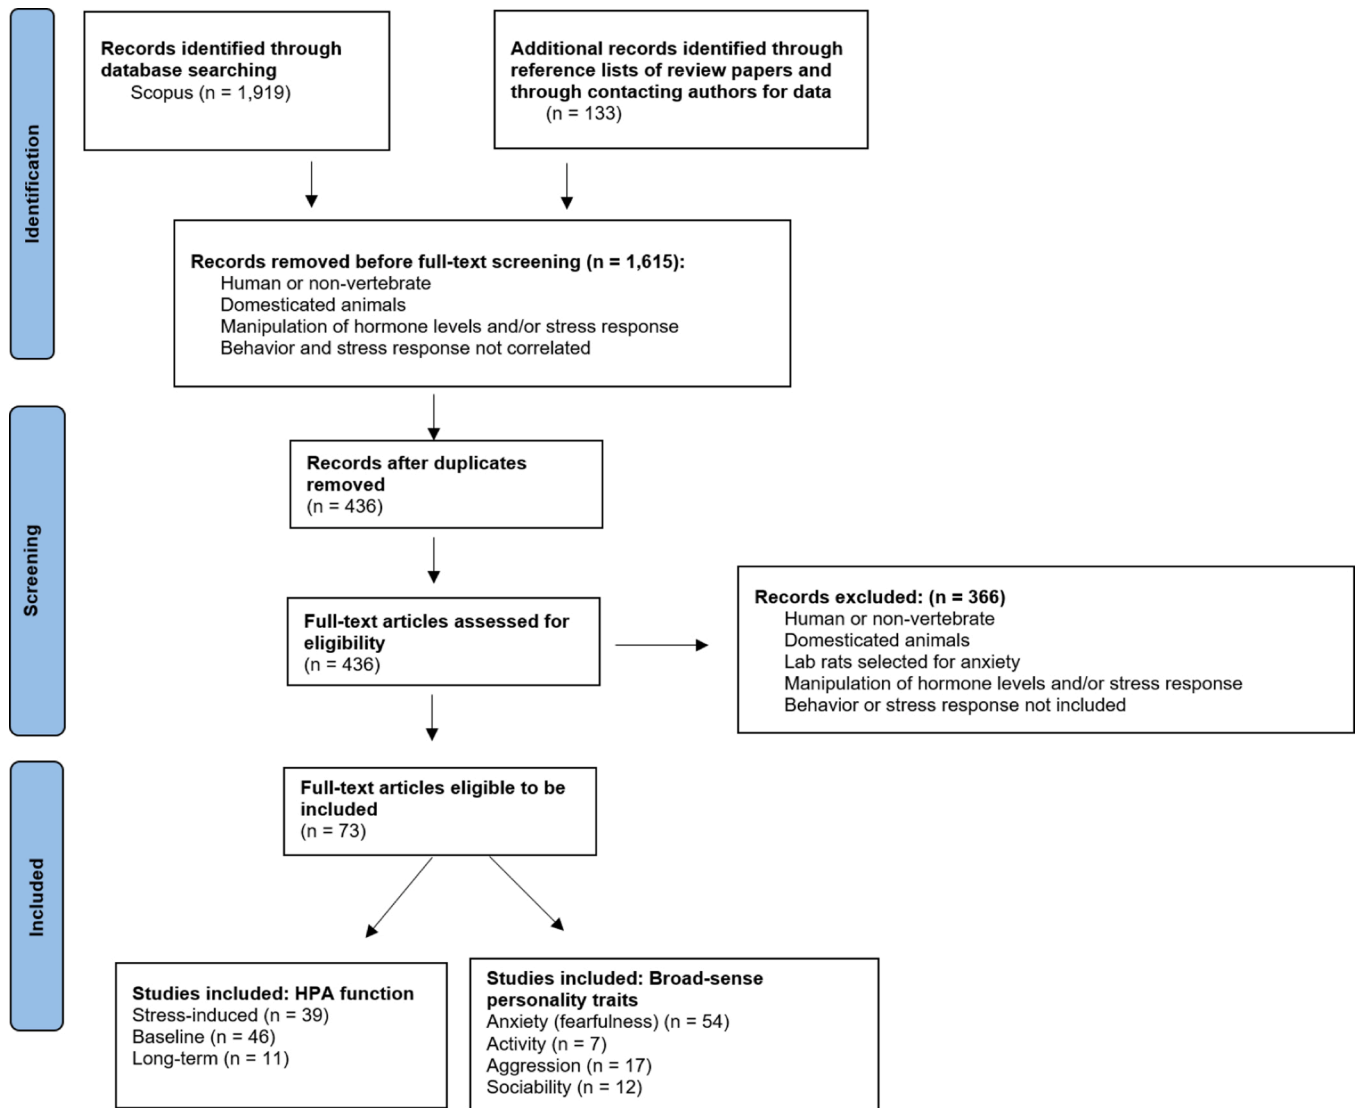 Identification
Records identified through
database searching
Scopus (n = 1,919)
Additional records identified through
reference lists of review papers and
through contacting authors for data
(n = 133)
Records removed before full-text screening (n = 1,615):
Human or non-vertebrate
Domesticated animals
Manipulation of hormone levels and/or stress response
Behavior and stress response not correlated
Screening
Records after duplicates
removed
(n = 436)
Full-text articles assessed for
eligibility
(n = 436)
Records excluded: (n = 366)
Human or non-vertebrate
Domesticated animals
Lab rats selected for anxiety
Manipulation of hormone levels and/or stress response
Behavior or stress response not included
Included
Full-text articles eligible to be
included
(n = 73)
Studies included: HPA function
Stress-induced (n = 39)
Baseline (n = 46)
Long-term (n = 11)
Studies included: Broad-sense
personality traits
Anxiety (fearfulness) (n = 54)
Activity (n = 7)
Aggression (n = 17)
Sociability (n = 12)